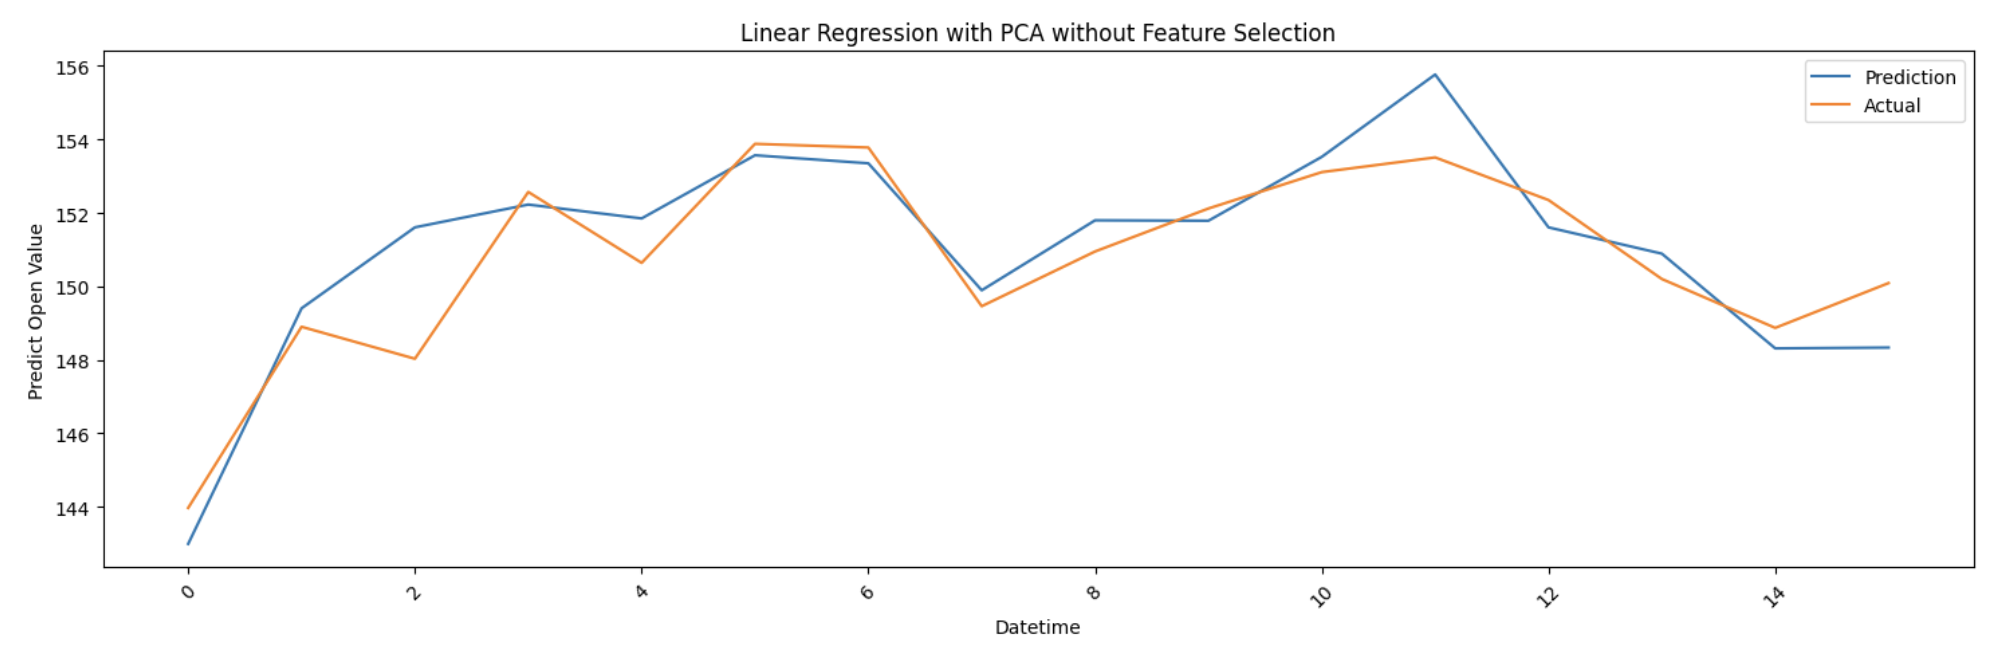 Linear Regression with PCA without Feature Selection
Prediction
Actual
156
154
152
150
148
146
144
Predict Open Value
0 2 4 6 8 10 12 14
Datetime